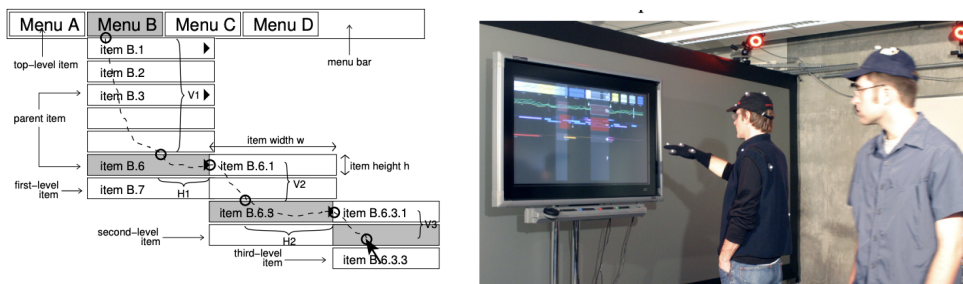 Menu A Menu B Menu C Menu D
item B.1
top-level item
menu bar
item B.2
item B.3
V1
parent item
item width w
item B.6
item B.6.1
item height h
first-level
item
item B.7
H1
V2
item B.6.3
item B.6.3.1
second-level
item
H2
V3
third-level
item
item B.6.3.3